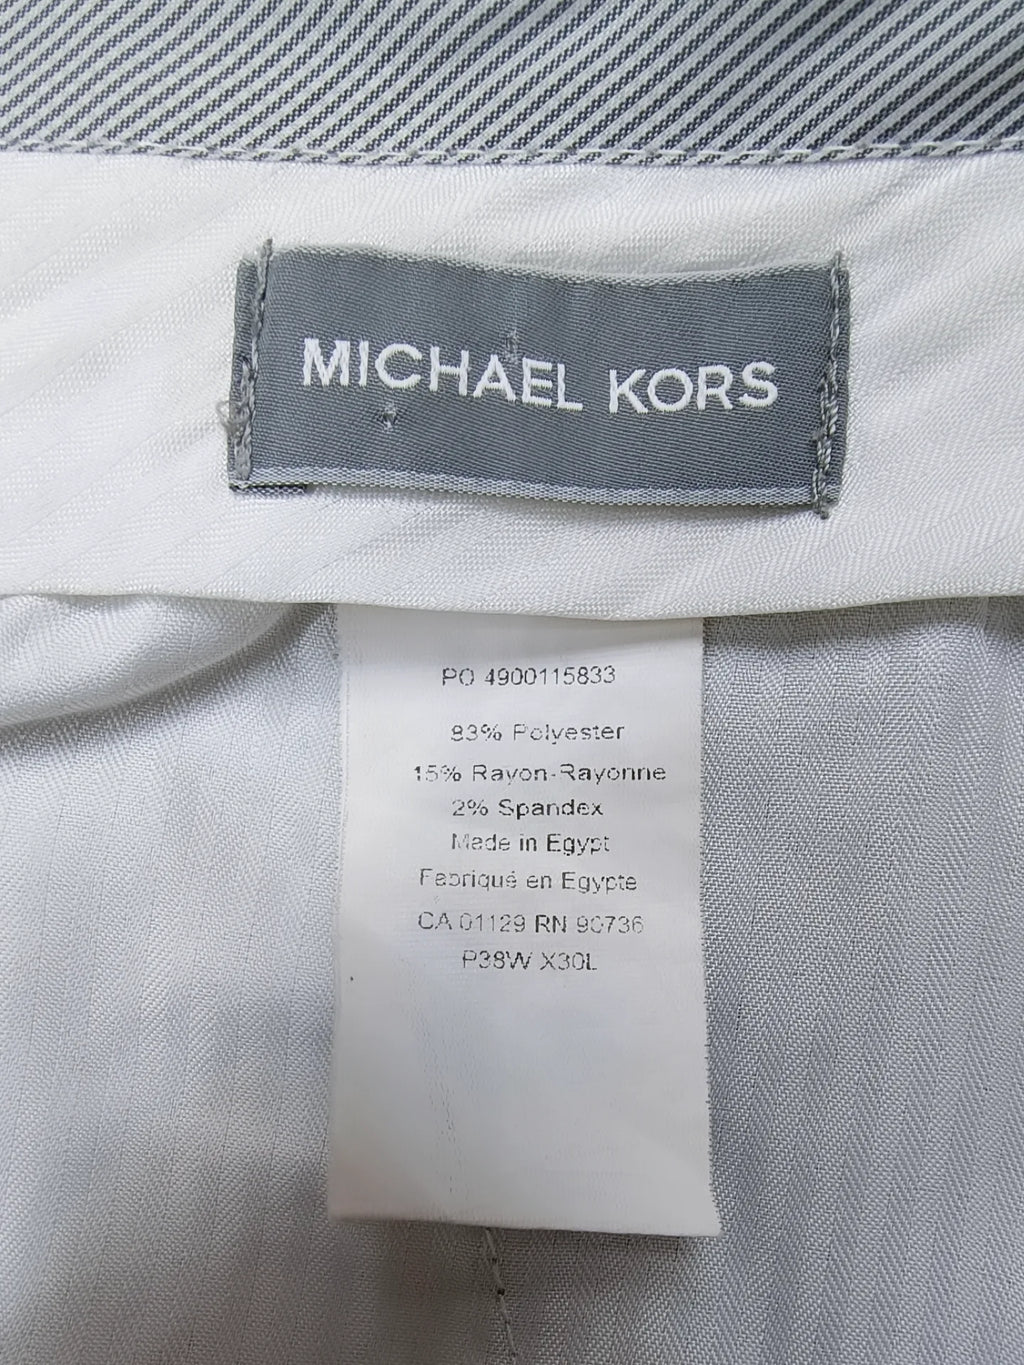 MICHAEL KORS
PO 4900115833
83% Polyester
15% Rayon-Rayonne
2% Spandex
Made in Egypt
Fabriqué en Egypte
CA 01129 RN 90736
P38W X30L